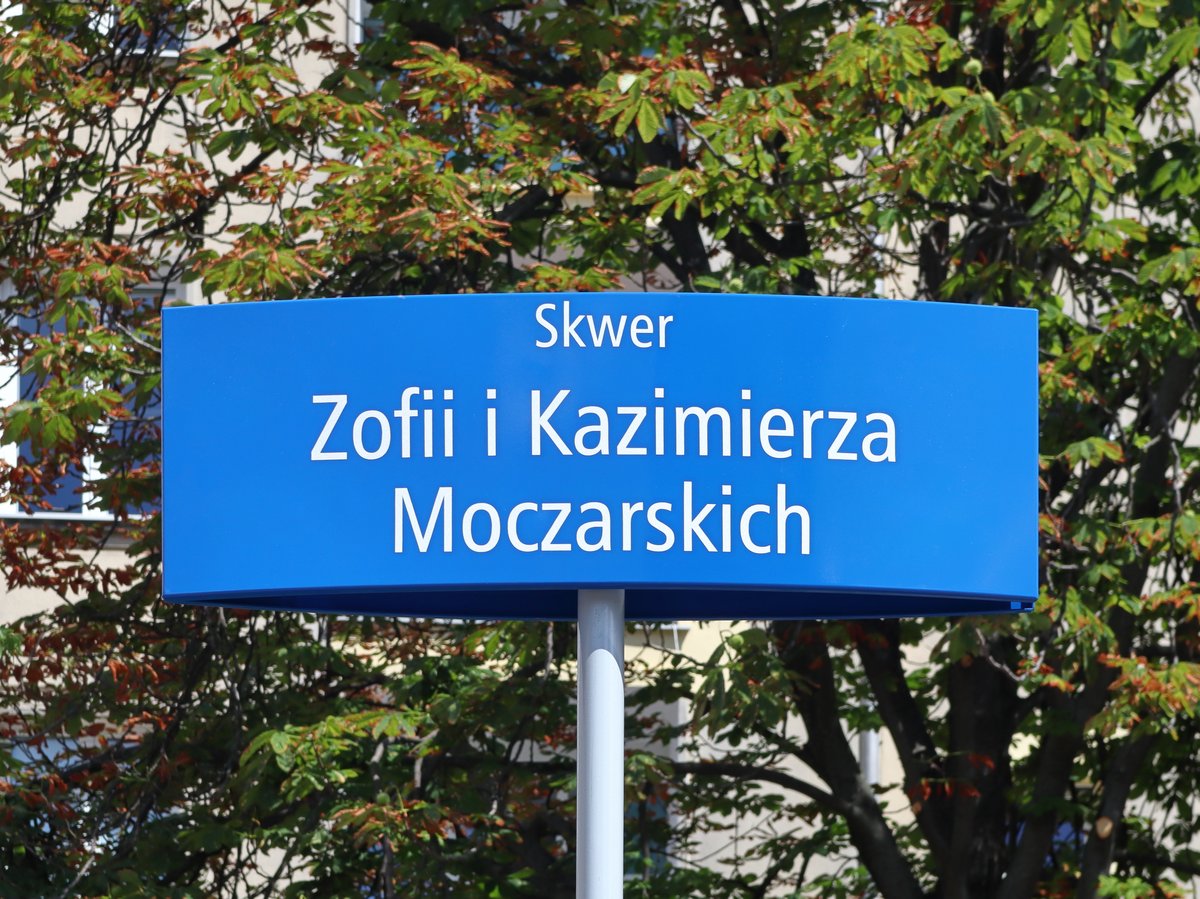 Skwer
Zofii i Kazimierza
Moczarskich